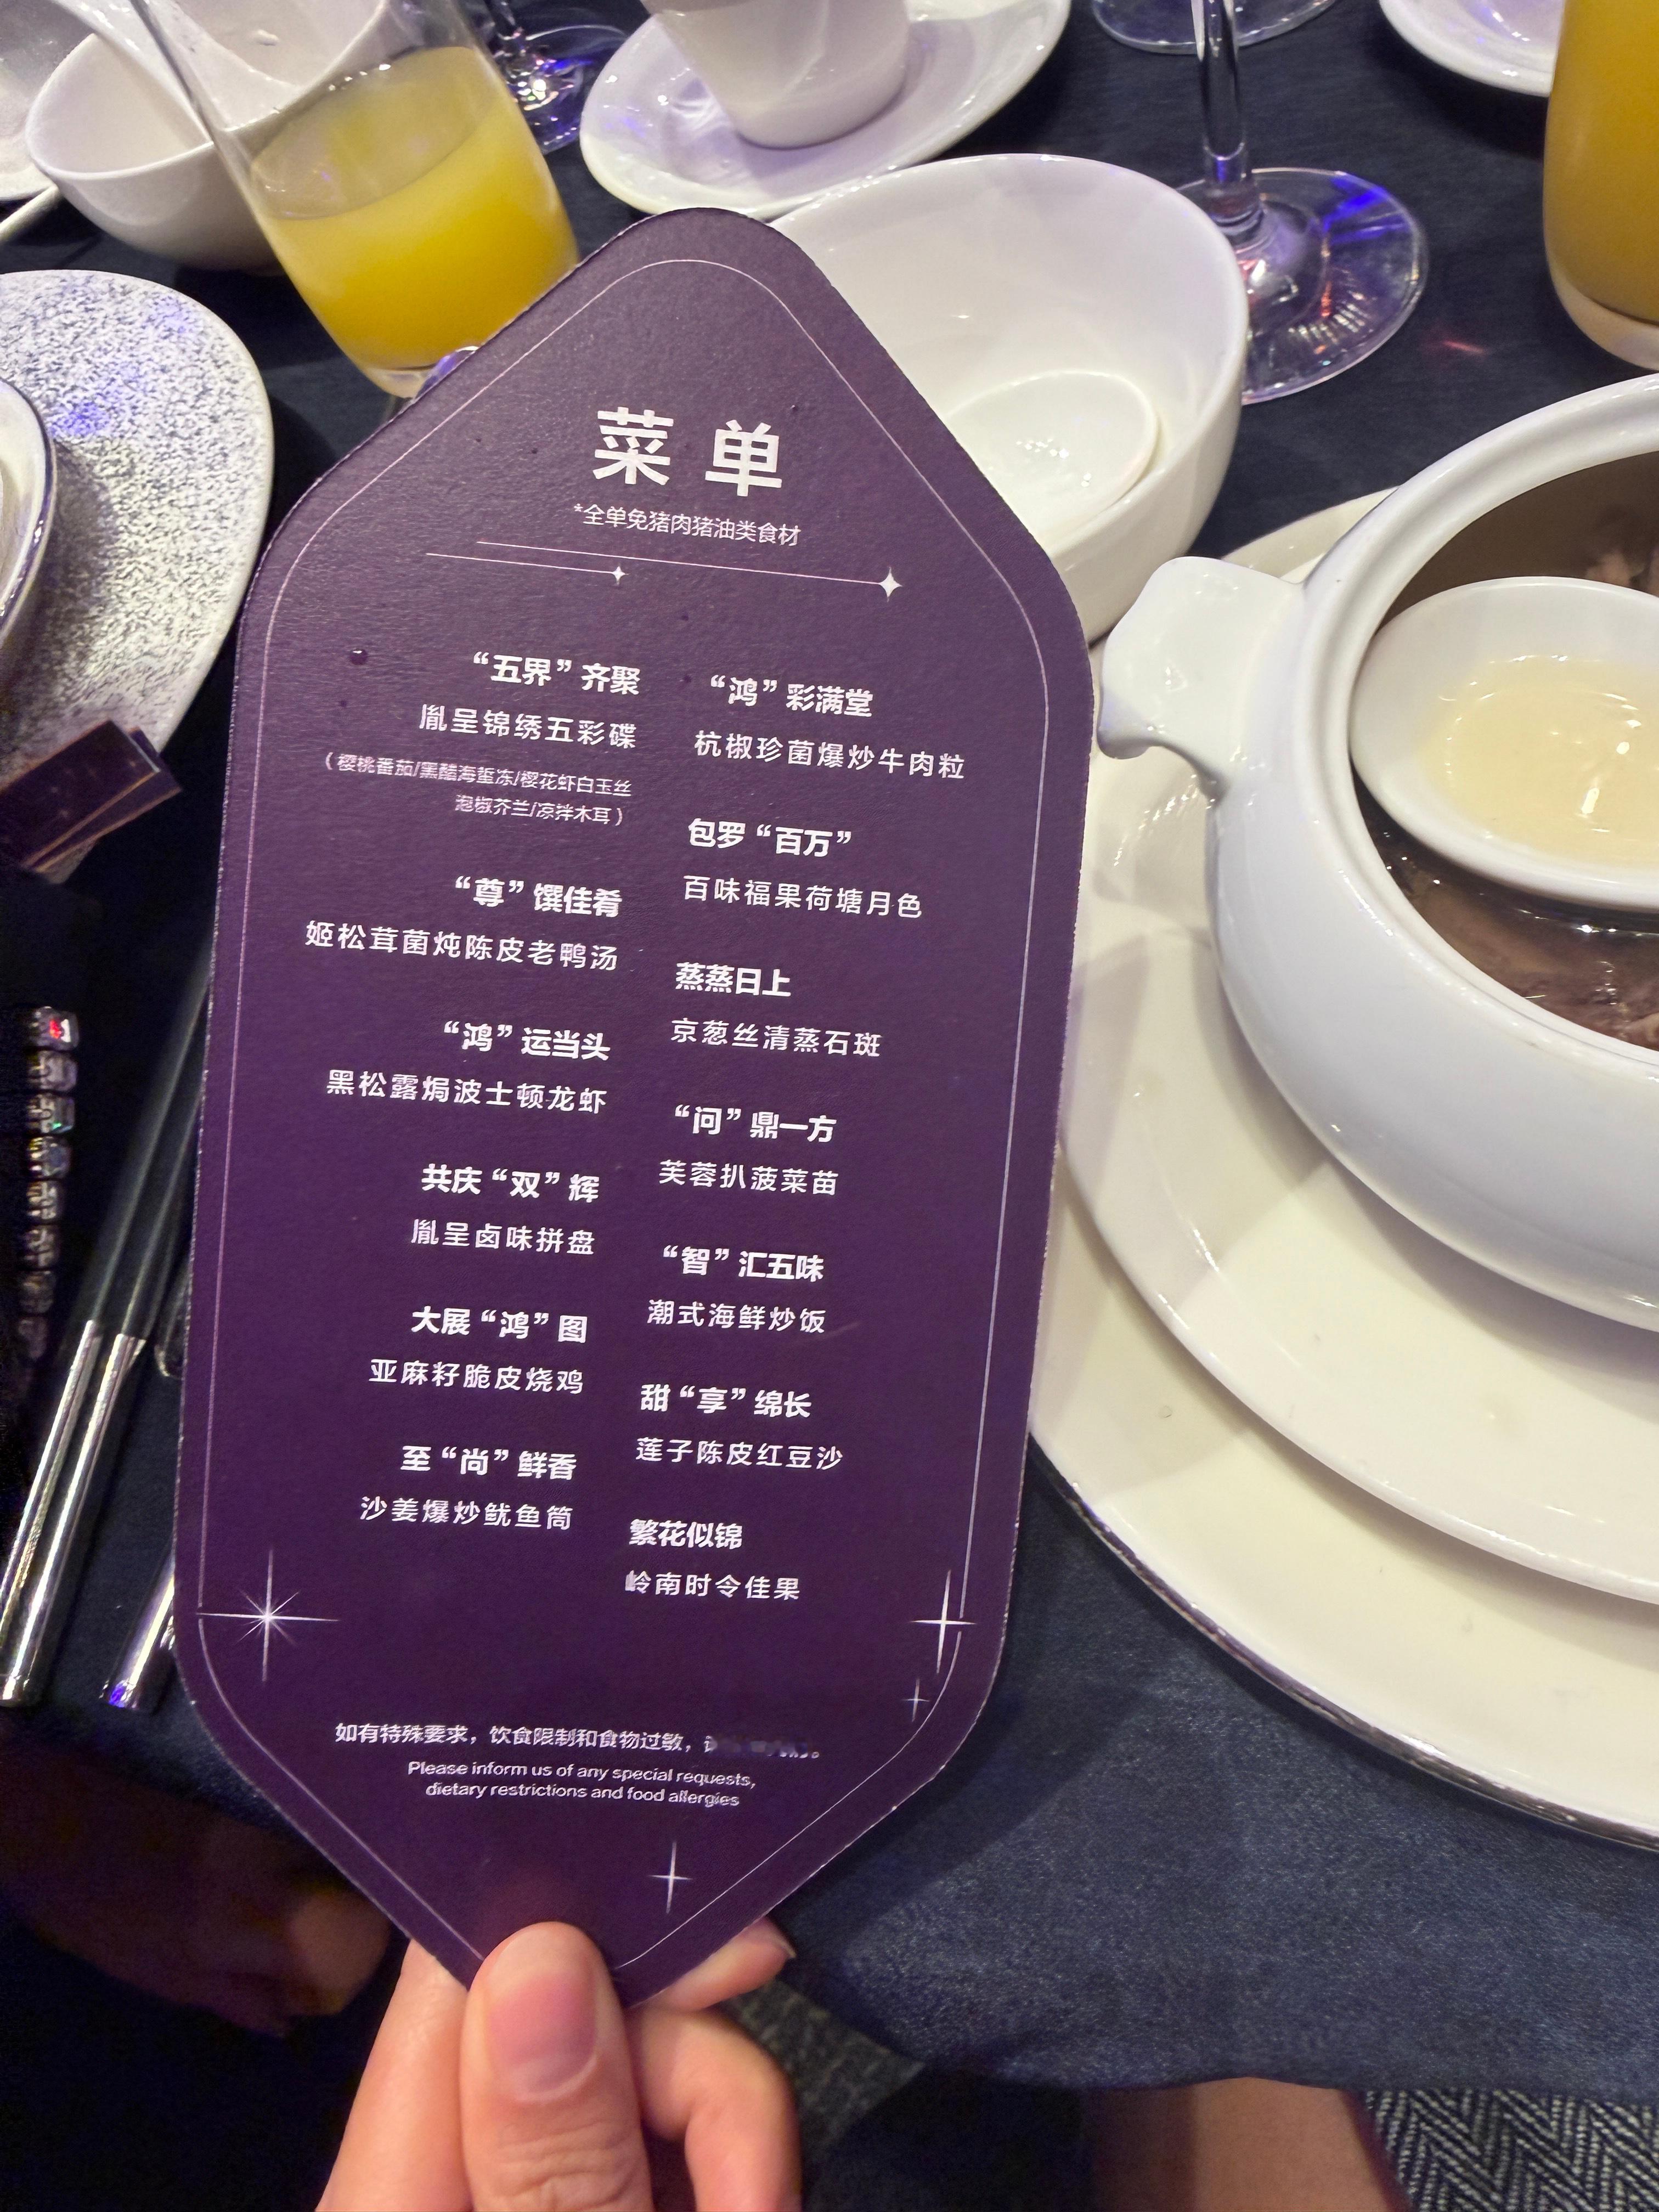 菜单
*全单免猪肉猪油类食材
“五界”齐聚
胤呈锦绣五彩碟
（樱桃番茄/黑醋海蜇冻/樱花虾白玉丝
泡椒芥兰/凉拌木耳）
“尊”馔佳肴
姬松茸菌炖陈皮老鸭汤
“鸿”运当头
黑松露焗波士顿龙虾
共庆“双”辉
胤呈卤味拼盘
大展“鸿”图
亚麻籽脆皮烧鸡
至“尚”鲜香
沙姜爆炒鱿鱼筒
“鸿”彩满堂
杭椒珍菌爆炒牛肉粒
包罗“百万”
百味福果荷塘月色
蒸蒸日上
京葱丝清蒸石斑
“问”鼎一方
芙蓉扒菠菜苗
“智”汇五味
潮式海鲜炒饭
甜“享”绵长
莲子陈皮红豆沙
繁花似锦
岭南时令佳果
如有特殊要求，饮食限制和食物过敏，
Please inform us of any special requests,
dietary restrictions and food allergies